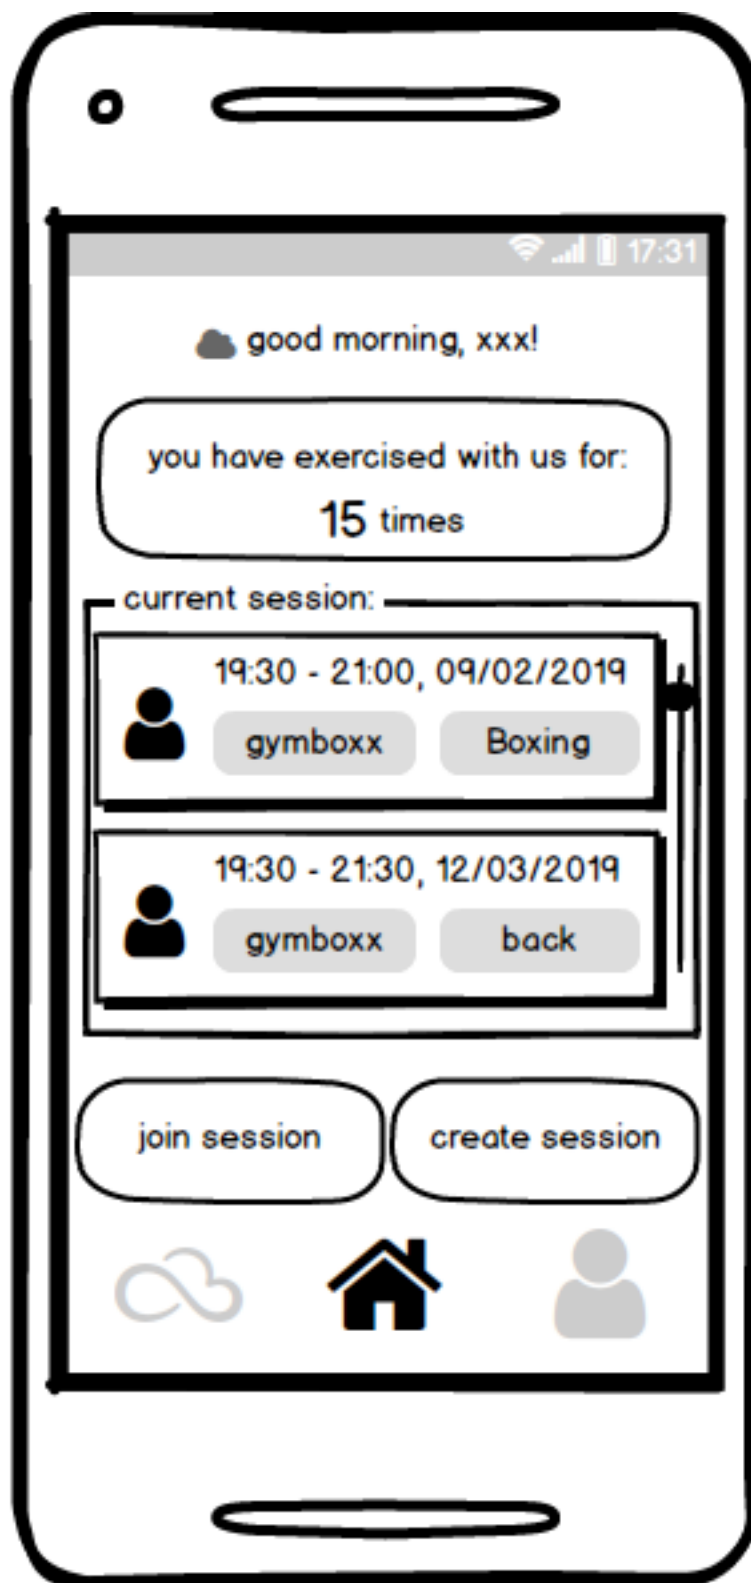 17:31
good morning, xxx!
you have exercised with us for:
15 times
current session:
19:30 - 21:00, 09/02/2019
gymboxx Boxing
19:30 - 21:30, 12/03/2019
gymboxx back
join session create session